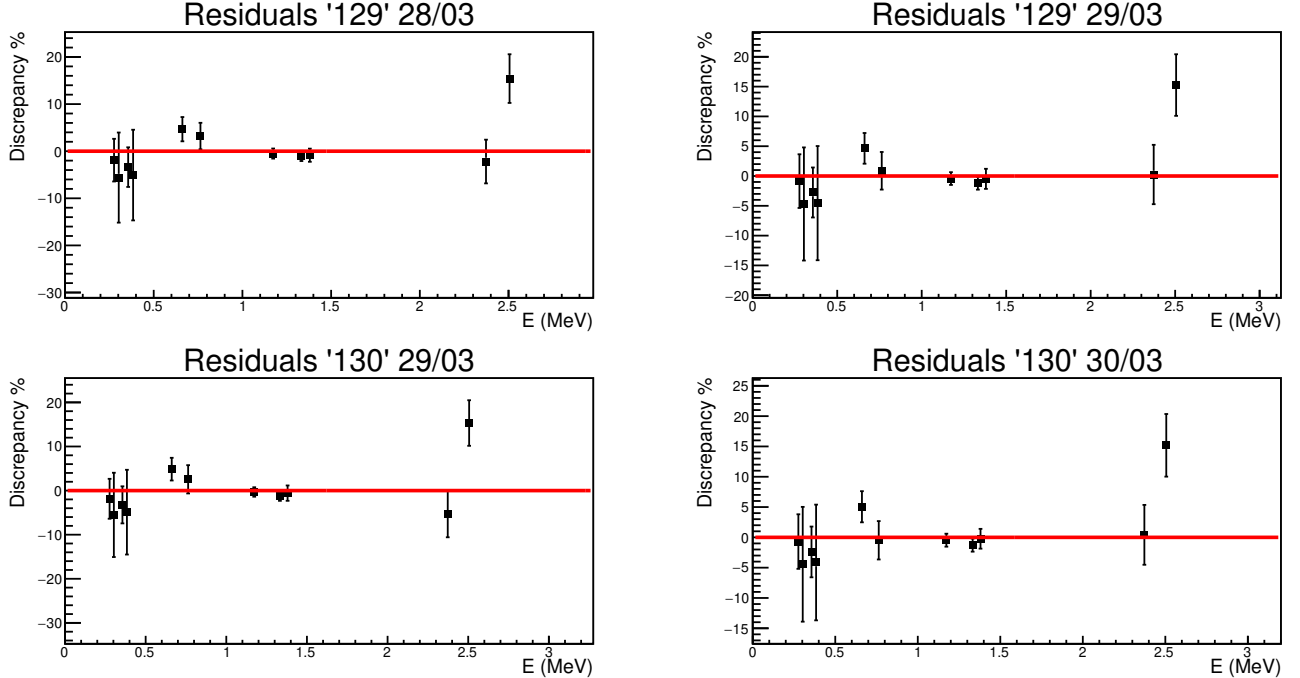 Residuals '129' 28/03
Discrepancy %
20
10
0
−10
−20
−30
0 0.5 1 1.5 2 2.5
E (MeV)
Residuals '129' 29/03
Discrepancy %
20
15
10
5
0
−5
−10
−15
−20
0 0.5 1 1.5 2 2.5 3
E (MeV)
Residuals '130' 29/03
Discrepancy %
20
10
0
−10
−20
−30
0 0.5 1 1.5 2 2.5 3
E (MeV)
Residuals '130' 30/03
Discrepancy %
25
20
15
10
5
0
−5
−10
−15
0 0.5 1 1.5 2 2.5 3
E (MeV)